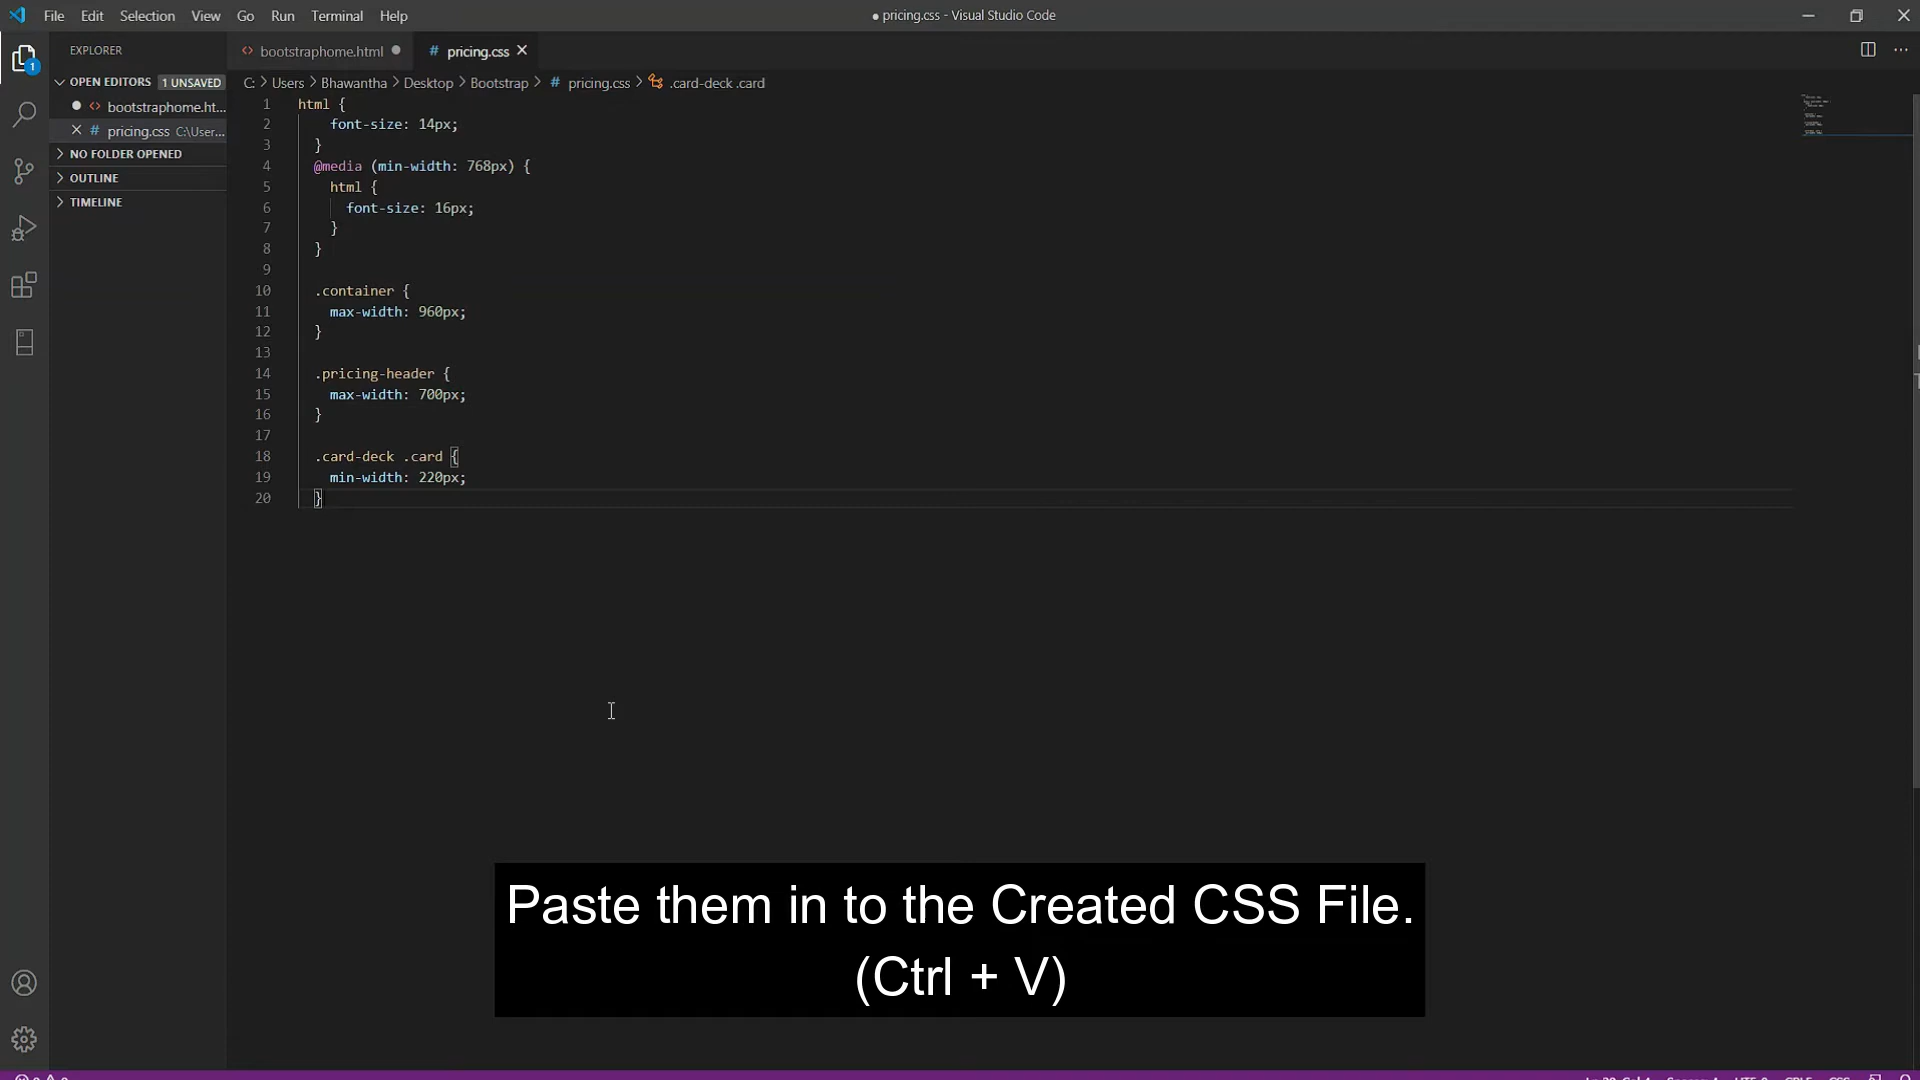 File Edit Selection View Go Run Terminal Help
● pricing.css - Visual Studio Code
EXPLORER
bootstraphome.html ●
# pricing.css ×
OPEN EDITORS 1 UNSAVED
C: > Users > Bhawantha > Desktop > Bootstrap > # pricing.css > .card-deck .card
● <> bootstraphome.ht...
× # pricing.css C:\User...
NO FOLDER OPENED
OUTLINE
TIMELINE
1
1 html {
2 font-size: 14px;
3 }
4 @media (min-width: 768px) {
5 html {
6 font-size: 16px;
7 }
8 }
9
10 .container {
11 max-width: 960px;
12 }
13
14 .pricing-header {
15 max-width: 700px;
16 }
17
18 .card-deck .card {
19 min-width: 220px;
20 }
Paste them in to the Created CSS File.
(Ctrl + V)